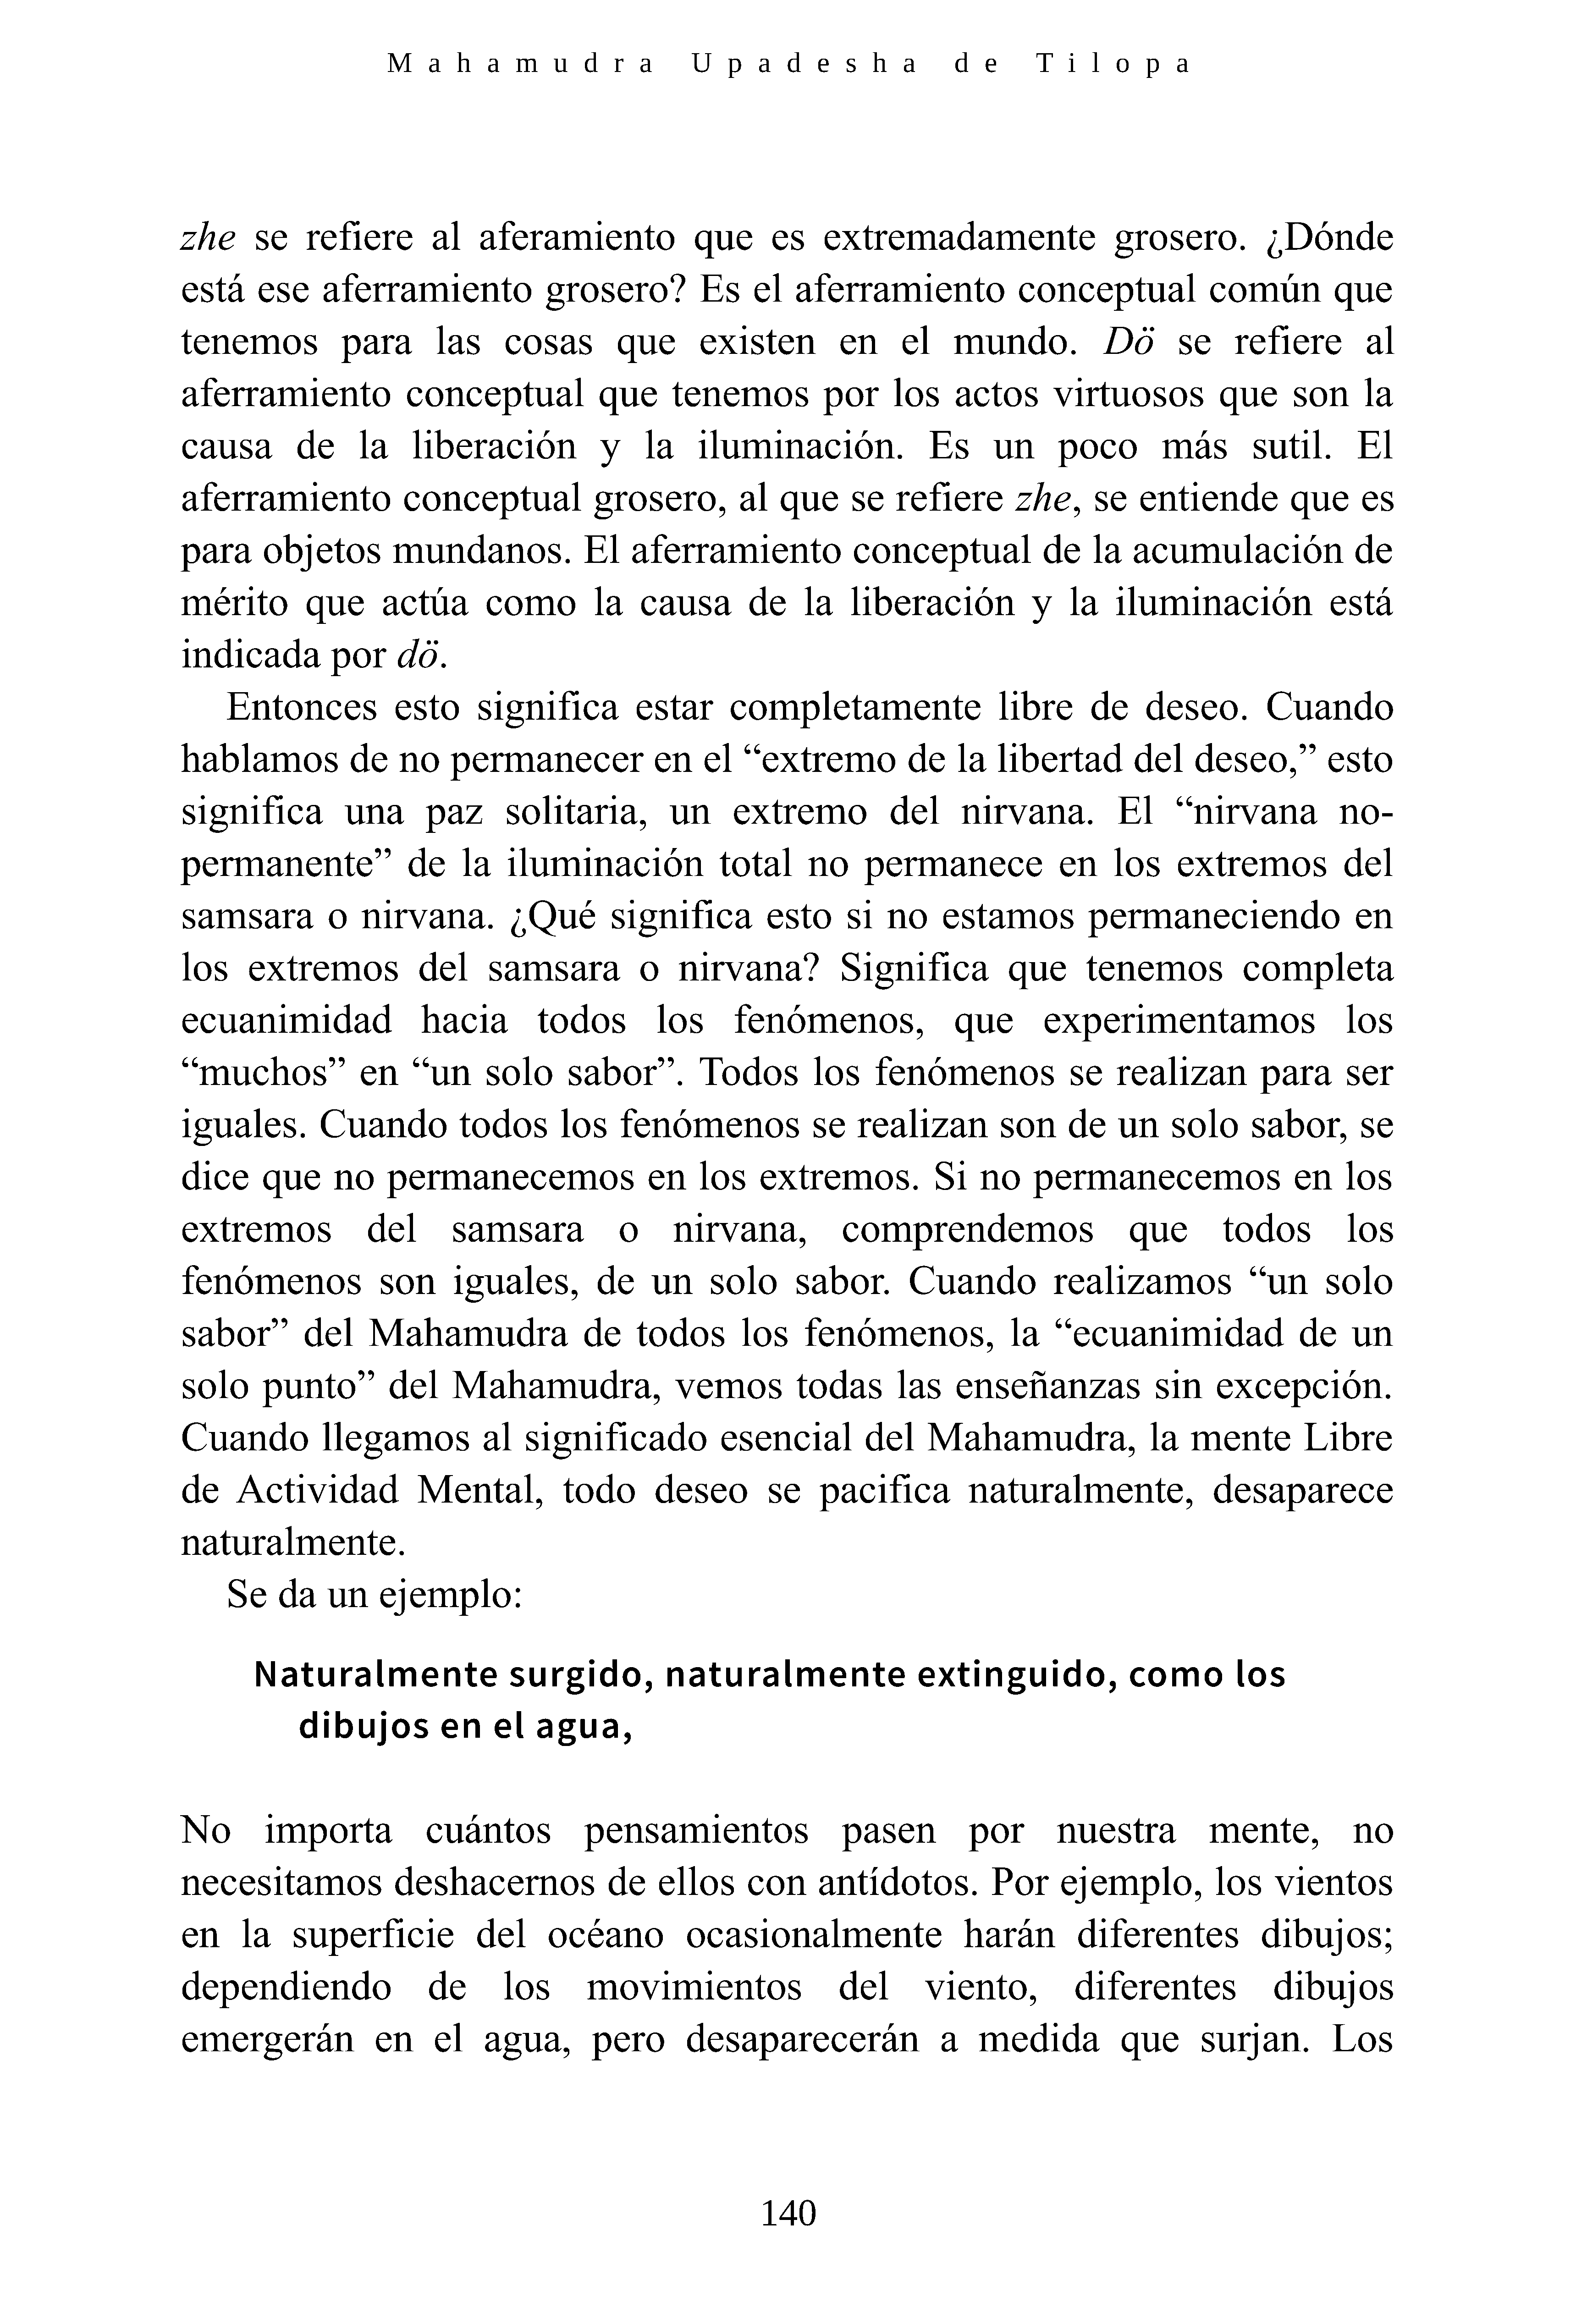 Mahamudra Upadesha de Tilopa
zhe se refiere al aferamiento que es extremadamente grosero. ¿Dónde
está ese aferramiento grosero? Es el aferramiento conceptual común que
tenemos para las cosas que existen en el mundo. Dö se refiere al
aferramiento conceptual que tenemos por los actos virtuosos que son la
causa de la liberación y la iluminación. Es un poco más sutil. El
aferramiento conceptual grosero, al que se refiere zhe, se entiende que es
para objetos mundanos. El aferramiento conceptual de la acumulación de
mérito que actúa como la causa de la liberación y la iluminación está
indicada por dö.
Entonces esto significa estar completamente libre de deseo. Cuando
hablamos de no permanecer en el “extremo de la libertad del deseo,” esto
significa una paz solitaria, un extremo del nirvana. El “nirvana no-
permanente” de la iluminación total no permanece en los extremos del
samsara o nirvana. ¿Qué significa esto si no estamos permaneciendo en
los extremos del samsara o nirvana? Significa que tenemos completa
ecuanimidad hacia todos los fenómenos, que experimentamos los
“muchos” en “un solo sabor”. Todos los fenómenos se realizan para ser
iguales. Cuando todos los fenómenos se realizan son de un solo sabor, se
dice que no permanecemos en los extremos. Si no permanecemos en los
extremos del samsara o nirvana, comprendemos que todos los
fenómenos son iguales, de un solo sabor. Cuando realizamos “un solo
sabor” del Mahamudra de todos los fenómenos, la “ecuanimidad de un
solo punto” del Mahamudra, vemos todas las enseñanzas sin excepción.
Cuando llegamos al significado esencial del Mahamudra, la mente Libre
de Actividad Mental, todo deseo se pacifica naturalmente, desaparece
naturalmente.
Se da un ejemplo:
Naturalmente surgido, naturalmente extinguido, como los
dibujos en el agua,
No importa cuántos pensamientos pasen por nuestra mente, no
necesitamos deshacernos de ellos con antídotos. Por ejemplo, los vientos
en la superficie del océano ocasionalmente harán diferentes dibujos;
dependiendo de los movimientos del viento, diferentes dibujos
emergerán en el agua, pero desaparecerán a medida que surjan. Los
140